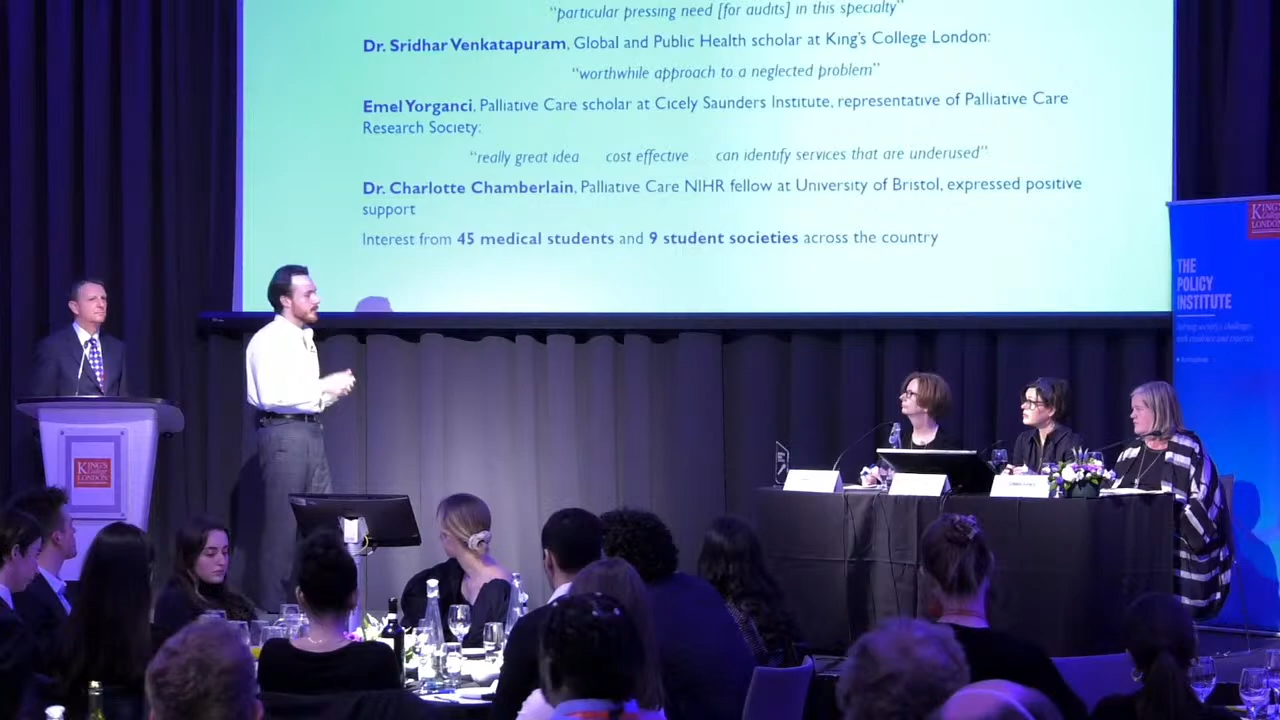 “particular pressing need [for audits] in this specialty”
Dr. Sridhar Venkatapuram, Global and Public Health scholar at King's College London:
“worthwhile approach to a neglected problem”
Emel Yorganci, Palliative Care scholar at Cicely Saunders Institute, representative of Palliative Care
Research Society:
“really great idea cost effective can identify services that are underused”
Dr. Charlotte Chamberlain, Palliative Care NIHR fellow at University of Bristol, expressed positive
support
Interest from 45 medical students and 9 student societies across the country
KING'S
College
LONDON
THE
POLICY
INSTITUTE
KING'S
College
LONDON